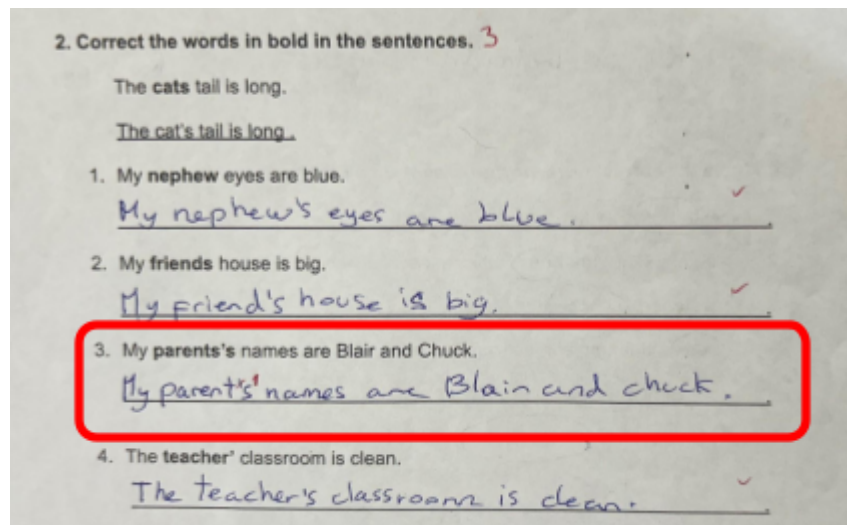 2. Correct the words in bold in the sentences. 3
The cats tail is long.
The cat's tail is long.
1. My nephew eyes are blue.
My nephew's eyes are blue.
2. My friends house is big.
My friend's house is big.
3. My parents's names are Blair and Chuck.
My parent's' names are Blain and chuck.
4. The teacher' classroom is clean.
The teacher's classroom is clean.